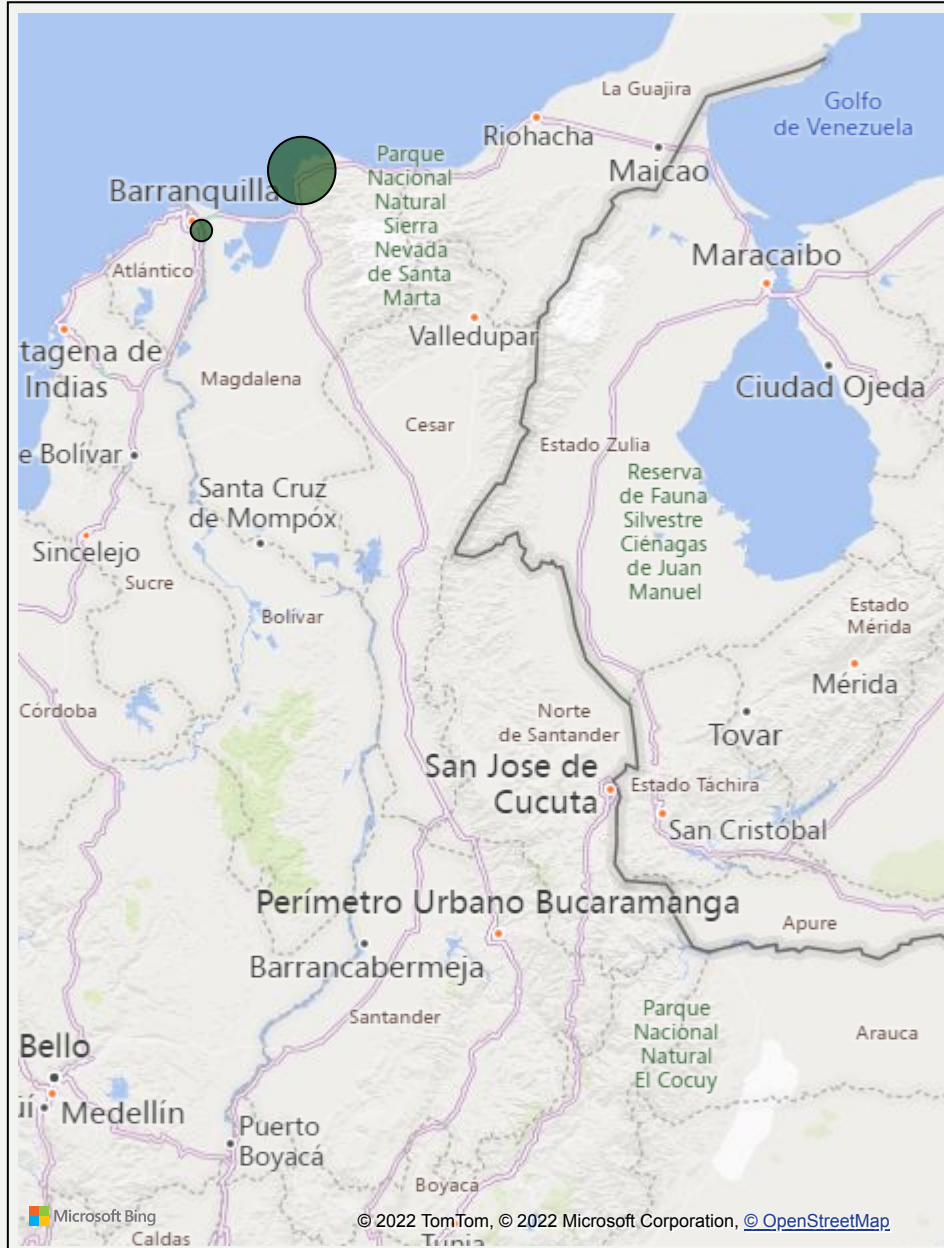 La Guajira
Golfo
de Venezuela
Riohacha
Parque
Nacional
Natural
Sierra
Nevada
de Santa
Marta
Maicao
Barranquilla
Maracaibo
Atlántico
Valledupar
tagena de
Indias
Magdalena
Ciudad Ojeda
Cesar
Estado Zulia
e Bolívar
Reserva
de Fauna
Silvestre
Ciénagas
de Juan
Manuel
Santa Cruz
de Mompóx
Sincelejo
Sucre
Estado
Mérida
Bolívar
Mérida
Córdoba
Norte
de Santander
Tovar
San Jose de
Cucuta
Estado Táchira
San Cristóbal
Perímetro Urbano Bucaramanga
Apure
Barrancabermeja
Santander
Parque
Nacional
Natural
El Cocuy
Arauca
Bello
Medellín
Puerto
Boyacá
Boyacá
Microsoft Bing
© 2022 TomTom, © 2022 Microsoft Corporation, © OpenStreetMap
Caldas
Tunja